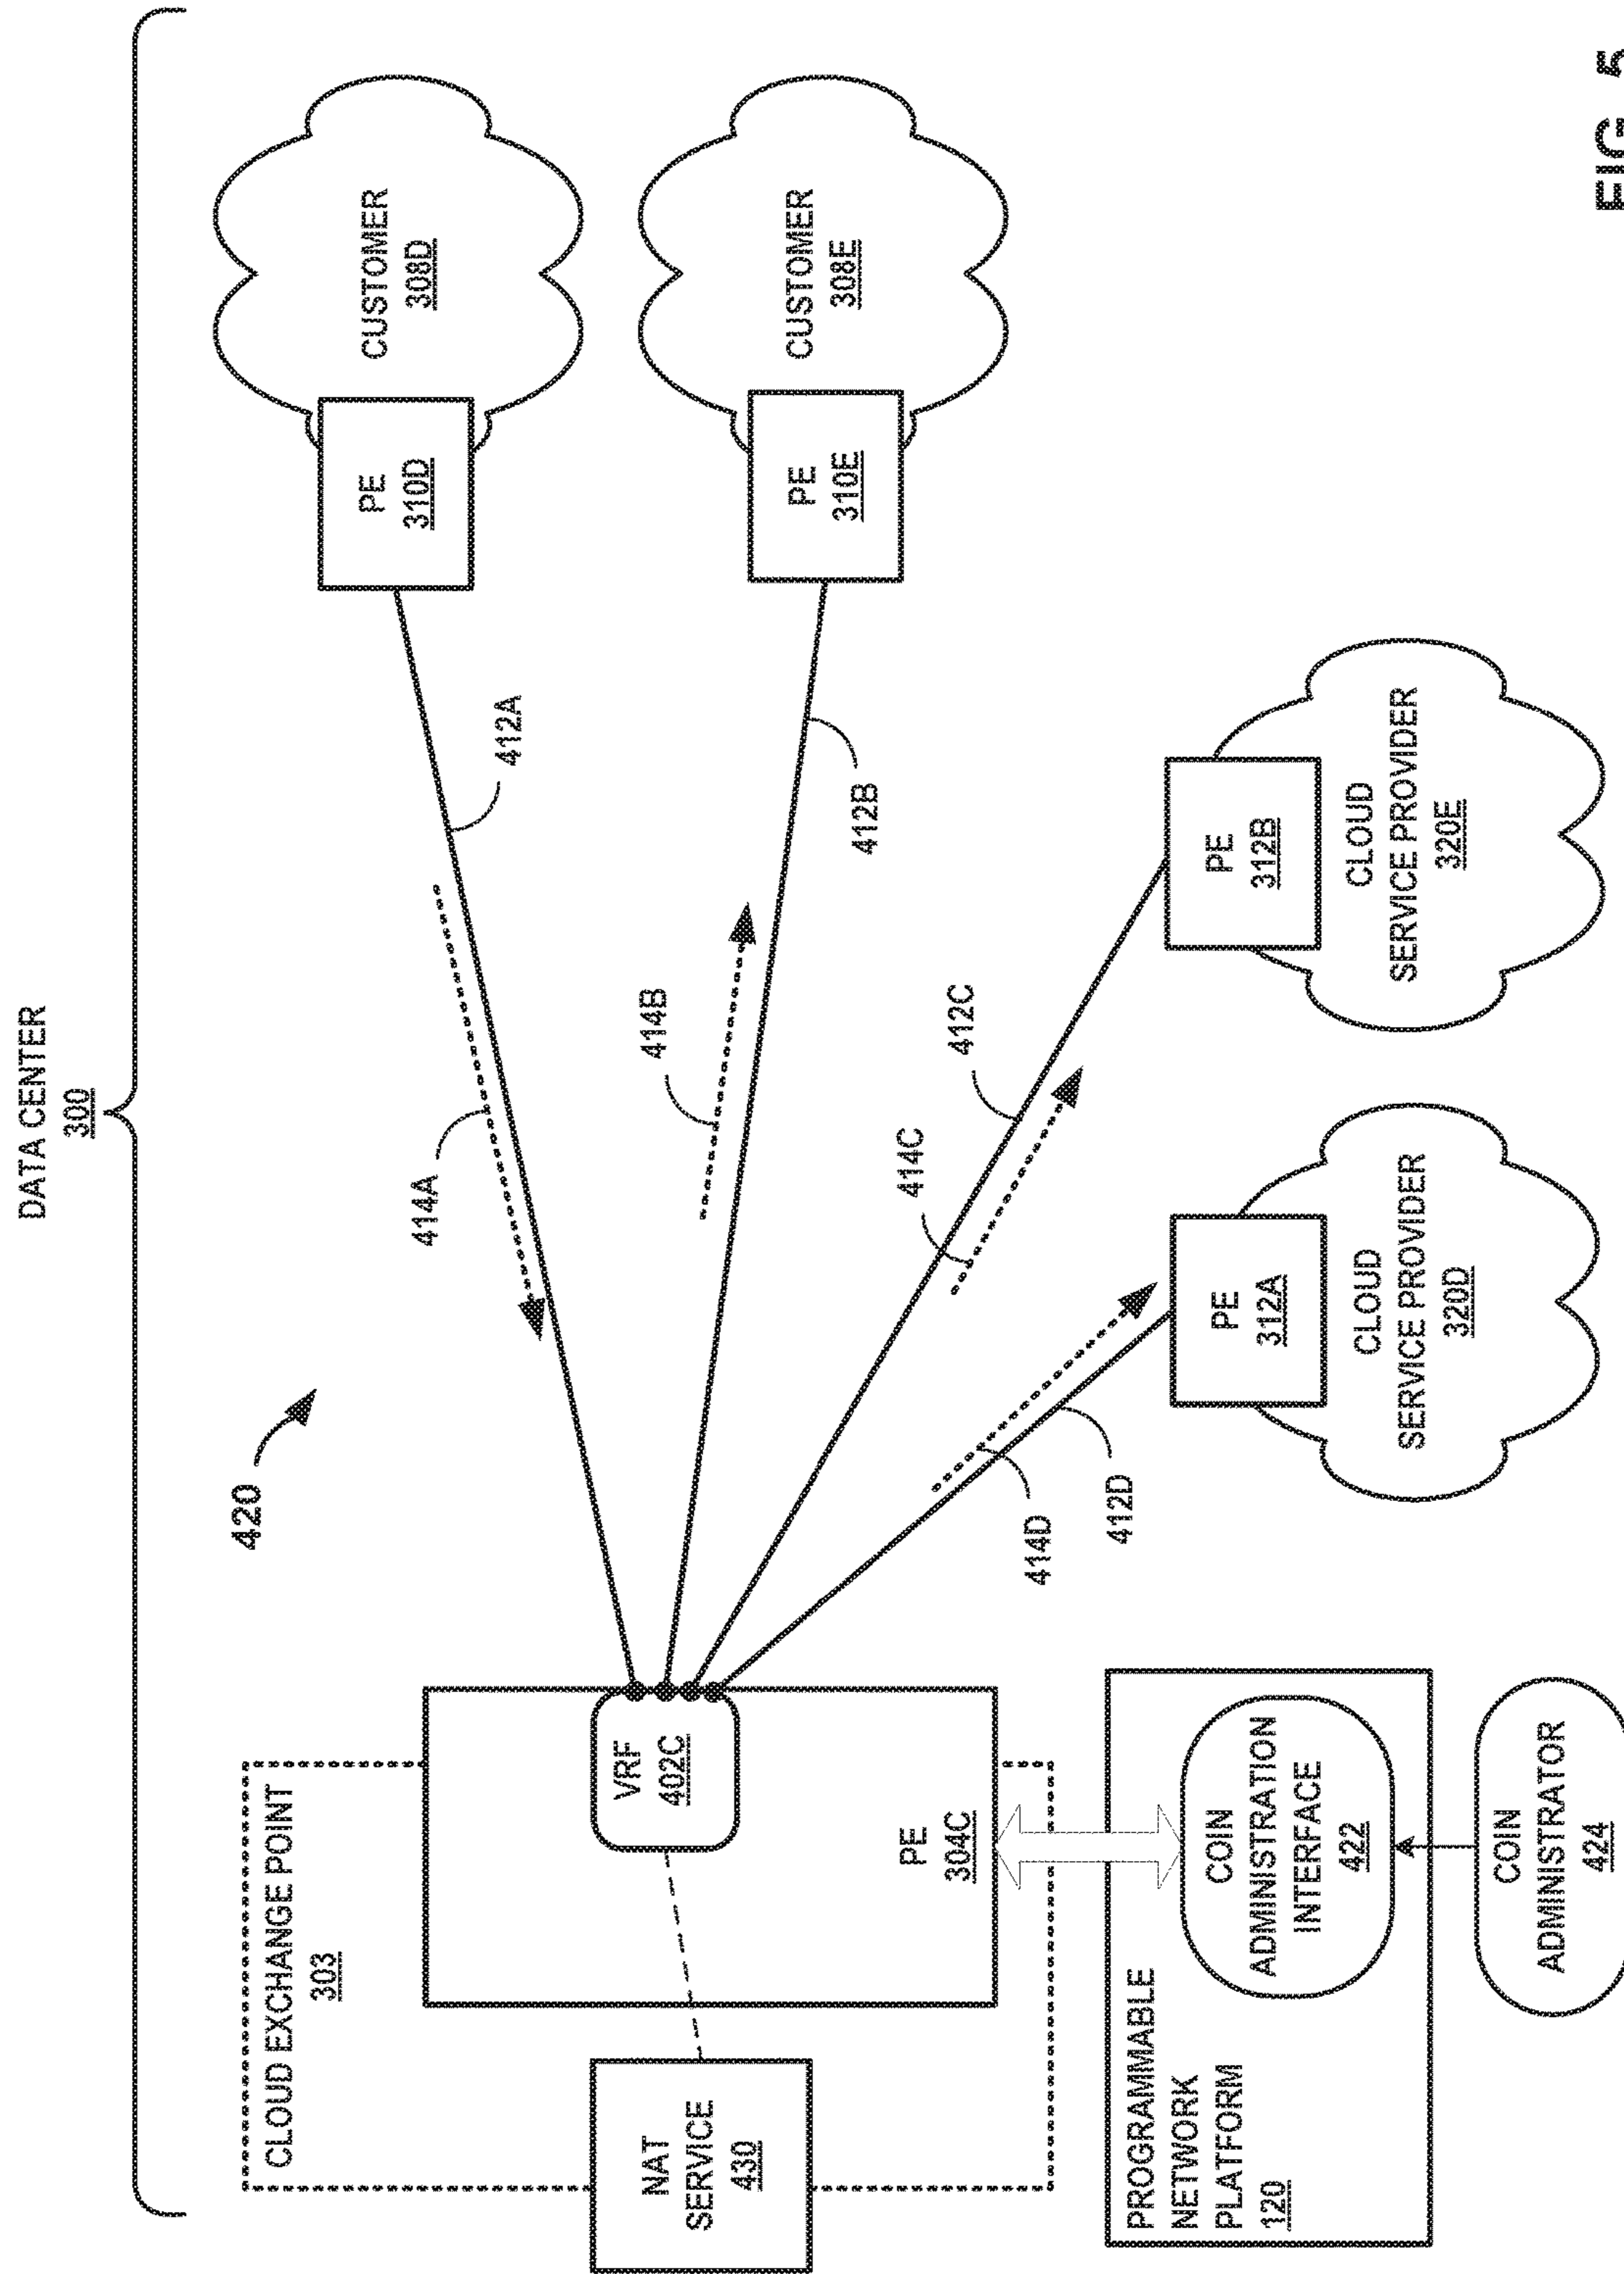 DATA CENTER
300
420
CLOUD EXCHANGE POINT
303
NAT
SERVICE
430
VRF
402C
PE
304C
414A
412A
PE
310D
CUSTOMER
308D
414B
412B
PE
310E
CUSTOMER
308E
414C
412C
414D
412D
PE
312A
CLOUD
SERVICE PROVIDER
320D
PE
312B
CLOUD
SERVICE PROVIDER
320E
PROGRAMMABLE
NETWORK
PLATFORM
120
COIN
ADMINISTRATION
INTERFACE
422
COIN
ADMINISTRATOR
424
FIG. 5